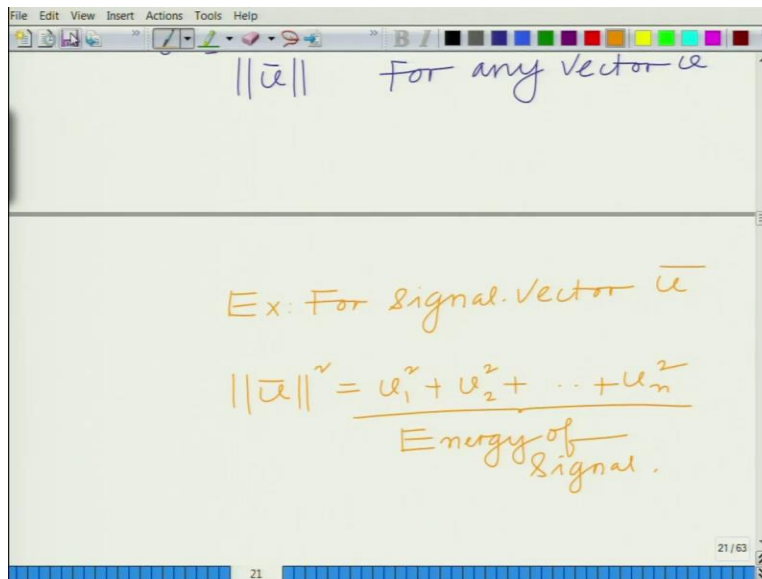 File Edit View Insert Actions Tools Help
||ū|| For any vector u
Ex: For signal vector ū
||ū||² = u₁² + u₂² + ·· + uₙ²
Energy of
signal.
21/63
21